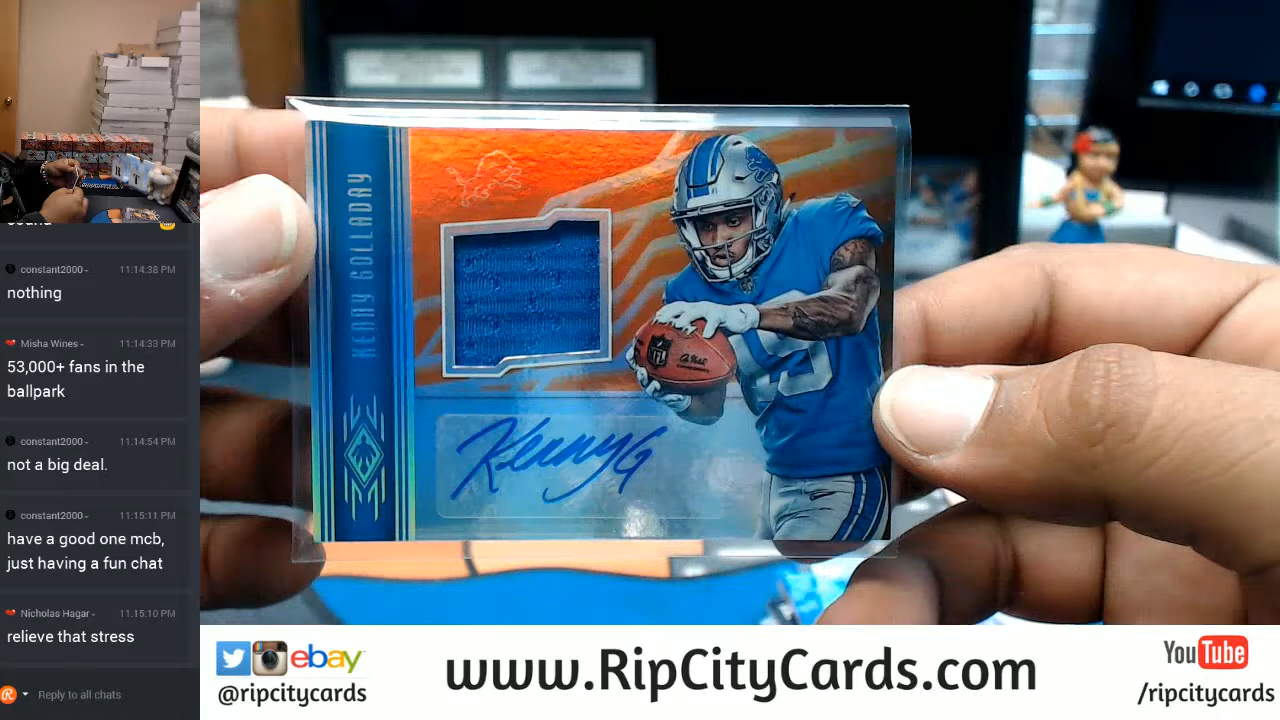 constant2000-
11:14:38 PM
nothing
Misha Wines-
11:14:33 PM
53,000+ fans in the
ballpark
constant2000-
11:14:54 PM
not a big deal.
constant2000-
11:15:11 PM
have a good one mcb,
just having a fun chat
Nicholas Hagar-
11:15:10 PM
relieve that stress
Reply to all chats
KENNY GOLLADAY
NFL
19
KennyG
ebay
@ripcitycards
www.RipCityCards.com
YouTube
/ripcitycards